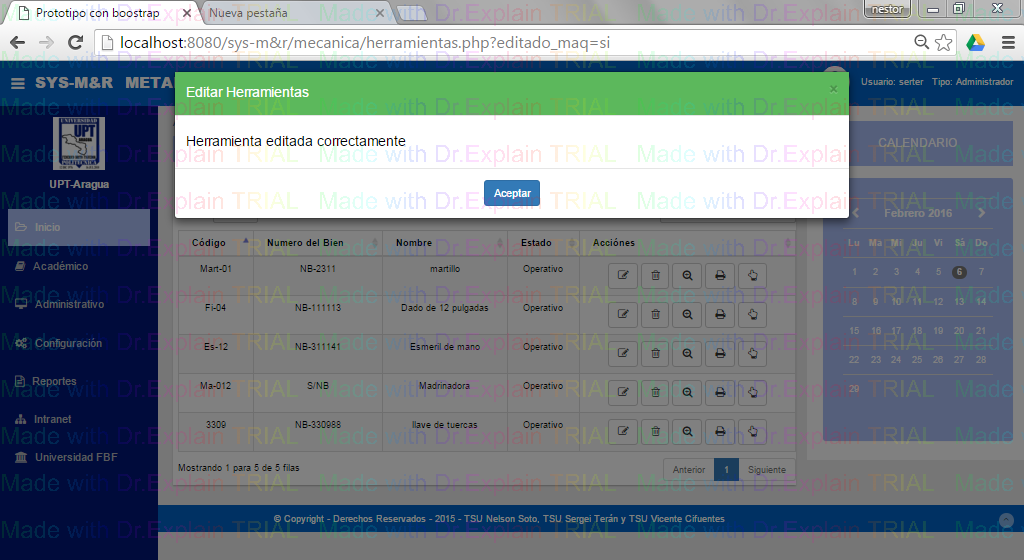 Prototipo con boostrap
Nueva pestaña
nestor
localhost:8080/sys-m&r/mecanica/herramientas.php?editado_maq=si
SYS-M&R META
Usuario: serter Tipo: Administrador
Editar Herramientas
×
Herramienta editada correctamente
Aceptar
UNIVERSIDAD
UPT
ARAGUA
POLITECNICA
UPT-Aragua
Inicio
Académico
Administrativo
Configuración
Reportes
Intranet
Universidad FBF
Código Numero del Bien Nombre Estado Acciónes
Mart-01 NB-2311 martillo Operativo
Fi-04 NB-111113 Dado de 12 pulgadas Operativo
Es-12 NB-311141 Esmeril de mano Operativo
Ma-012 S/NB Madrinadora Operativo
3309 NB-330988 llave de tuercas Operativo
Mostrando 1 para 5 de 5 filas
Anterior 1 Siguiente
CALENDARIO
Febrero 2016
Lu Ma Mi Ju Vi Sá Do
1 2 3 4 5 6 7
8 9 10 11 12 13 14
15 16 17 18 19 20 21
22 23 24 25 26 27 28
29
© Copyright - Derechos Reservados - 2015 - TSU Nelson Soto, TSU Sergei Terán y TSU Vicente Cifuentes
Made with Dr.Explain TRIAL